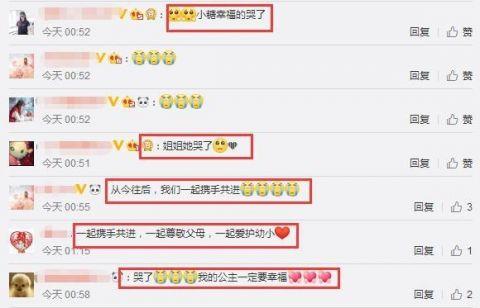 ：小糖幸福的哭了
今天 00:52 回复 赞
：
今天 00:52 回复 赞
：
今天 00:52 回复 赞
：姐姐她哭了
今天 00:51 回复 赞
：从今往后，我们一起携手共进
今天 00:55 回复 3
一起携手共进，一起尊敬父母，一起爱护幼小
今天 01:15 回复 1
：哭了我的公主一定要幸福
今天 00:58 回复 2